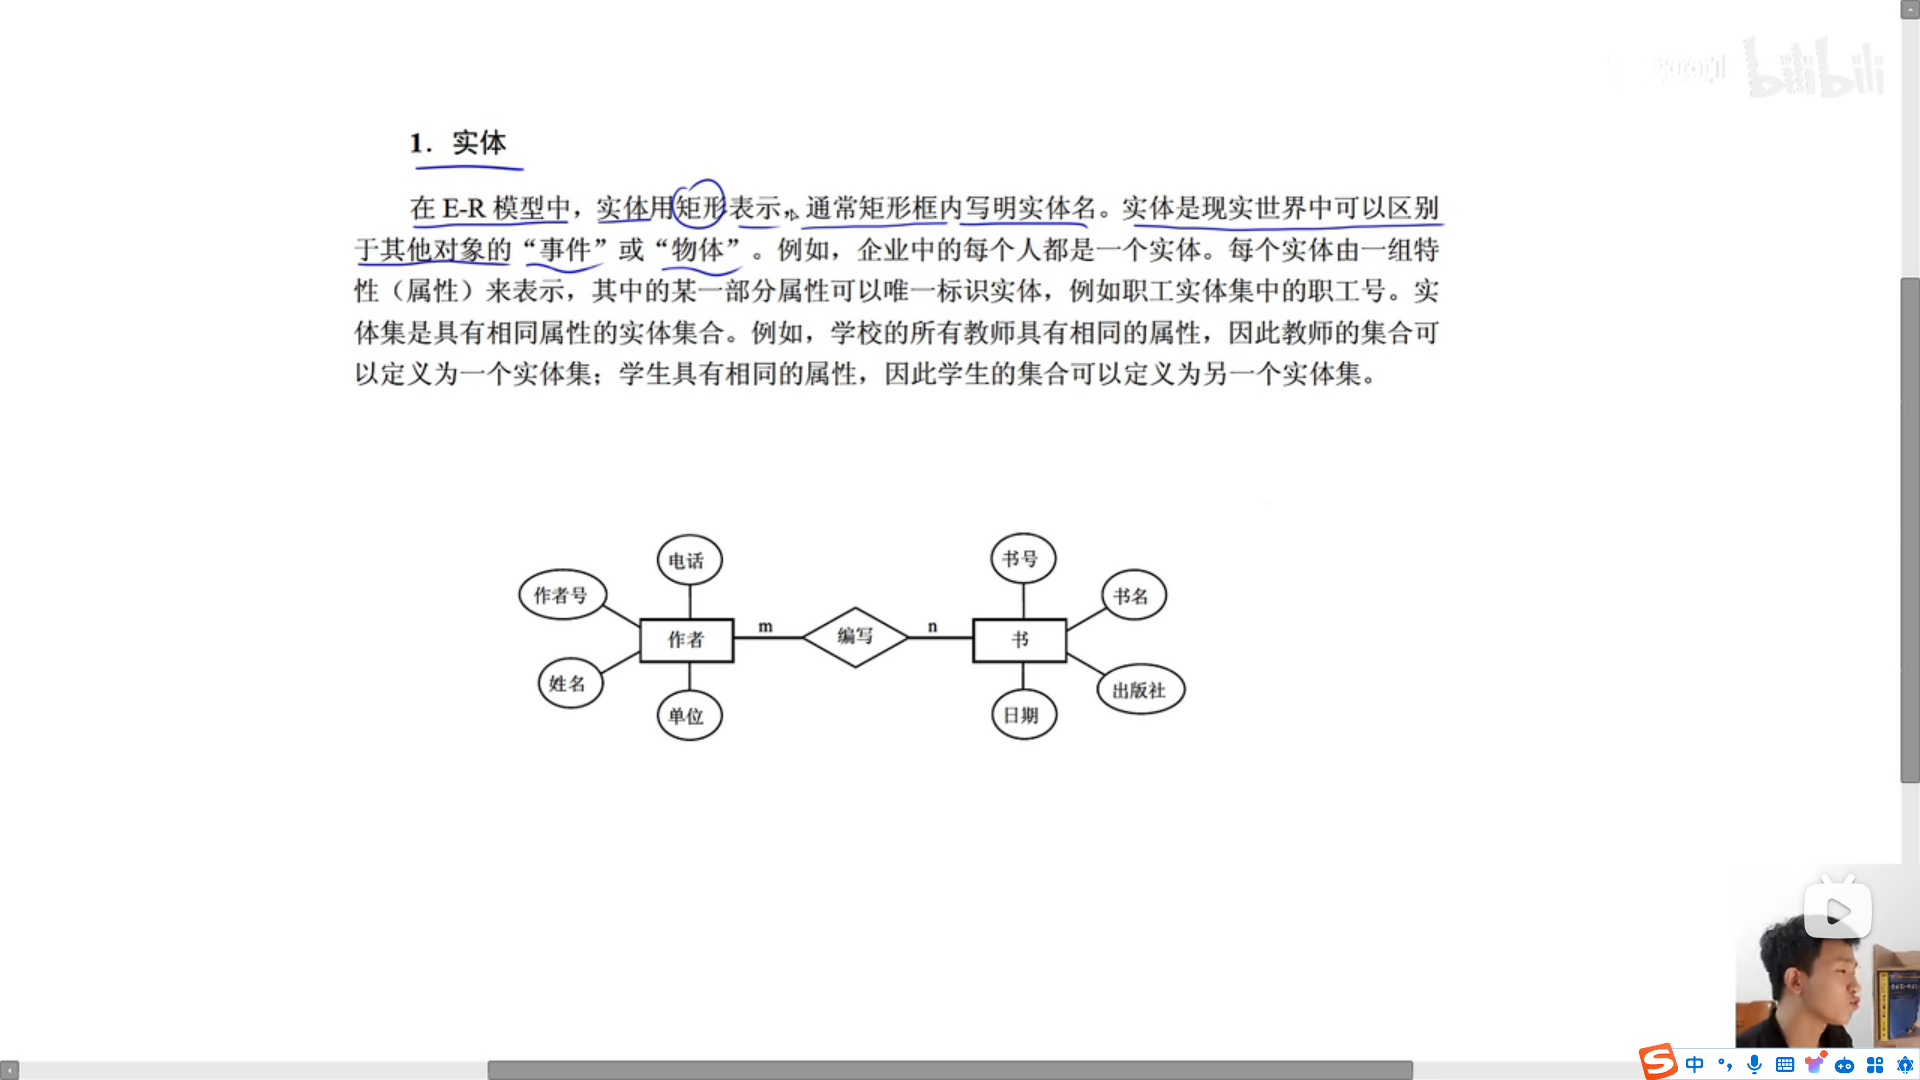 bilibili
1. 实体
在 E-R 模型中，实体用矩形表示，通常矩形框内写明实体名。实体是现实世界中可以区别
于其他对象的“事件”或“物体”。例如，企业中的每个人都是一个实体。每个实体由一组特
性（属性）来表示，其中的某一部分属性可以唯一标识实体，例如职工实体集中的职工号。实
体集是具有相同属性的实体集合。例如，学校的所有教师具有相同的属性，因此教师的集合可
以定义为一个实体集；学生具有相同的属性，因此学生的集合可以定义为另一个实体集。
电话
书号
作者号
书名
作者
m
编写
n
书
姓名
出版社
单位
日期
中